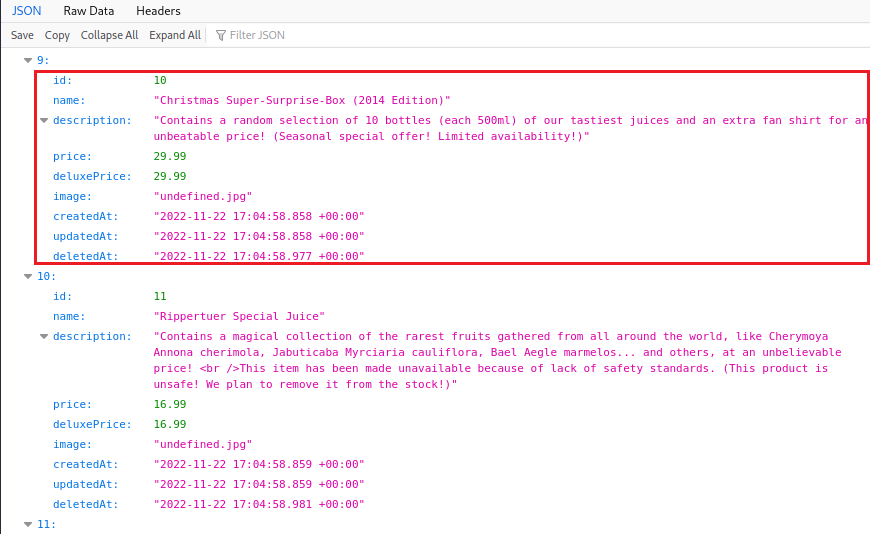 JSON Raw Data Headers
Save Copy Collapse All Expand All Filter JSON
9:
id: 10
name: "Christmas Super-Surprise-Box (2014 Edition)"
description: "Contains a random selection of 10 bottles (each 500ml) of our tastiest juices and an extra fan shirt for an
unbeatable price! (Seasonal special offer! Limited availability!)"
price: 29.99
deluxePrice: 29.99
image: "undefined.jpg"
createdAt: "2022-11-22 17:04:58.858 +00:00"
updatedAt: "2022-11-22 17:04:58.858 +00:00"
deletedAt: "2022-11-22 17:04:58.977 +00:00"
10:
id: 11
name: "Rippertuer Special Juice"
description: "Contains a magical collection of the rarest fruits gathered from all around the world, like Cherymoya
Annona cherimola, Jabuticaba Myrciaria cauliflora, Bael Aegle marmelos... and others, at an unbelievable
price! <br />This item has been made unavailable because of lack of safety standards. (This product is
unsafe! We plan to remove it from the stock!)"
price: 16.99
deluxePrice: 16.99
image: "undefined.jpg"
createdAt: "2022-11-22 17:04:58.859 +00:00"
updatedAt: "2022-11-22 17:04:58.859 +00:00"
deletedAt: "2022-11-22 17:04:58.981 +00:00"
11: